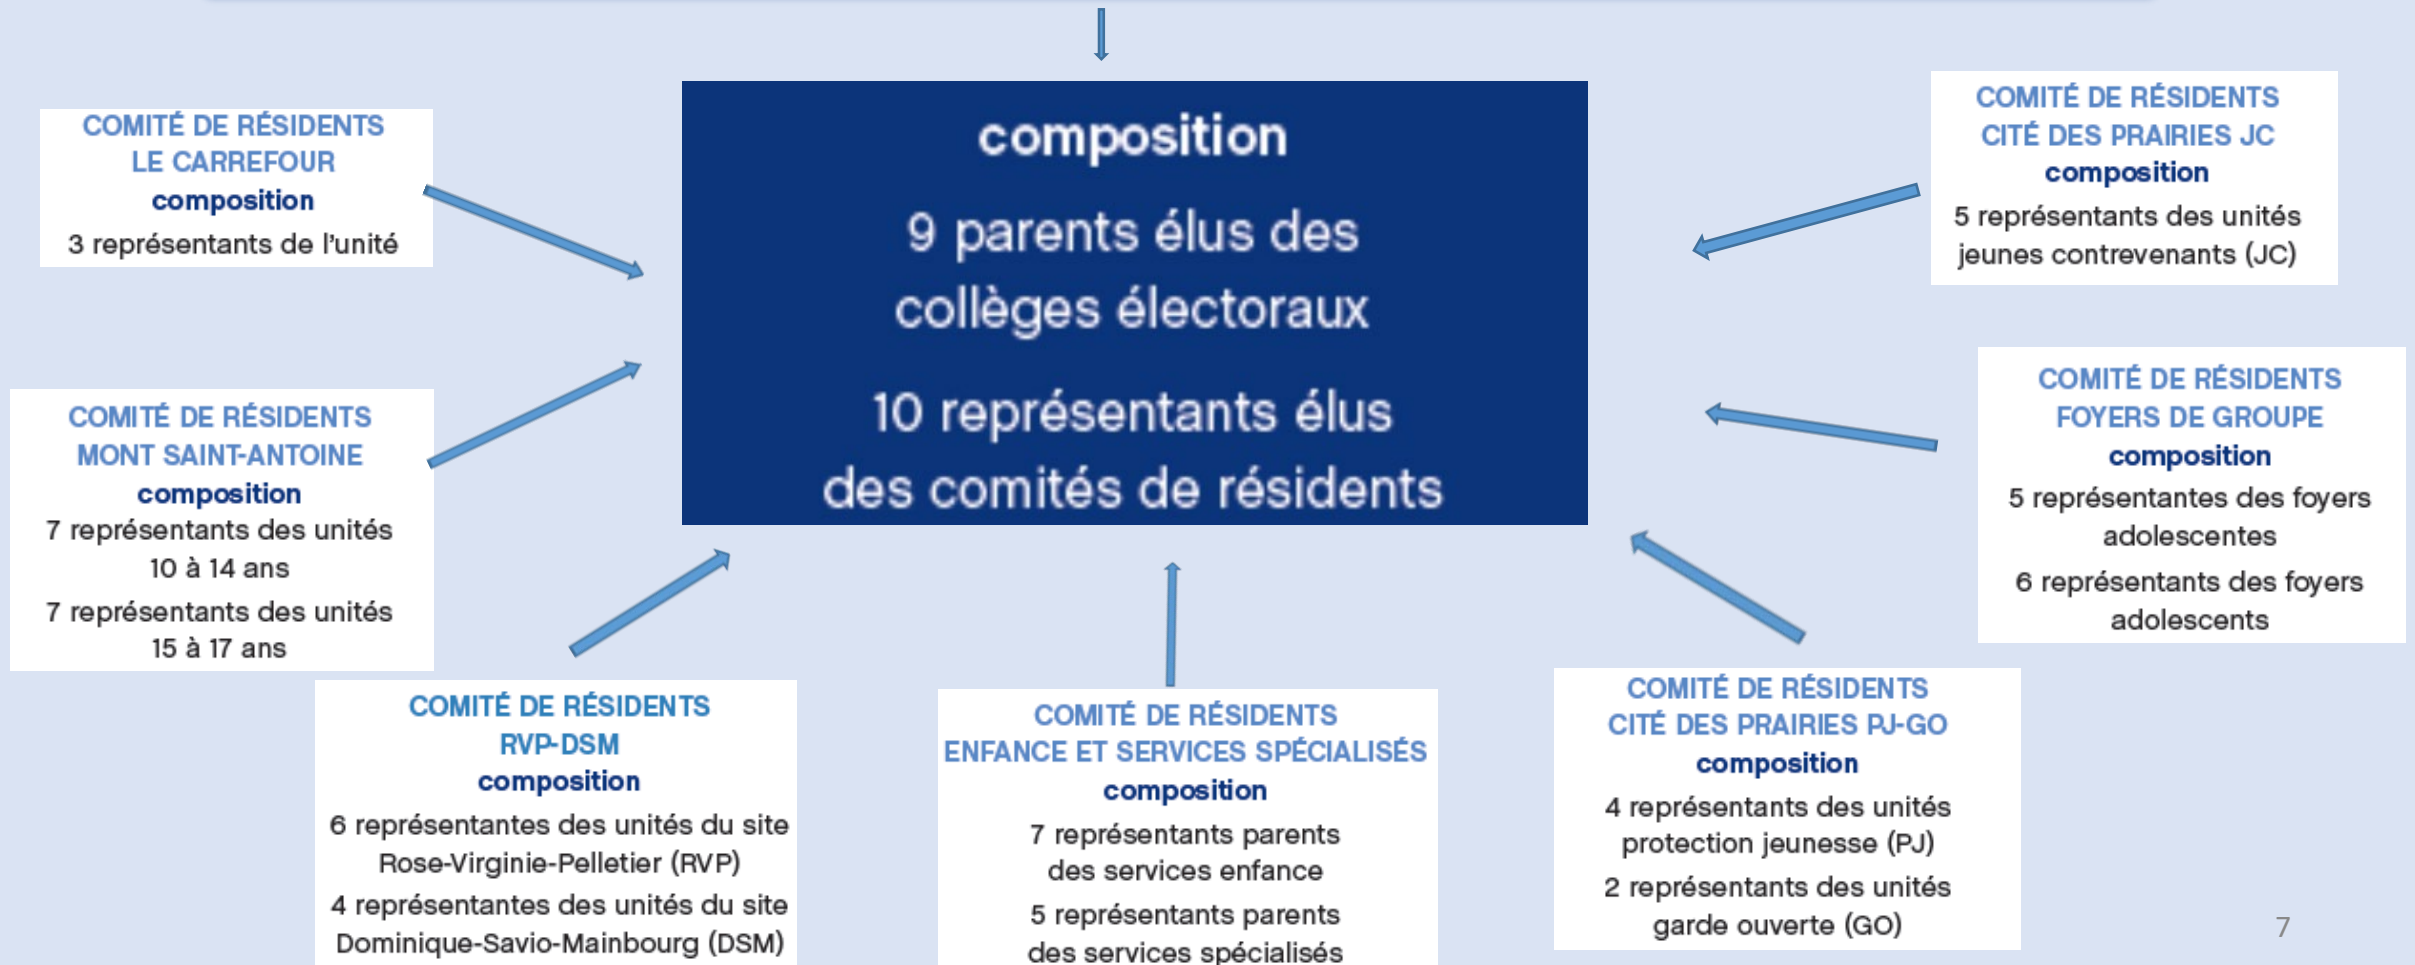 composition
9 parents élus des
collèges électoraux
10 représentants élus
des comités de résidents
COMITÉ DE RÉSIDENTS
LE CARREFOUR
composition
3 représentants de l'unité
COMITÉ DE RÉSIDENTS
MONT SAINT-ANTOINE
composition
7 représentants des unités
10 à 14 ans
7 représentants des unités
15 à 17 ans
COMITÉ DE RÉSIDENTS
RVP-DSM
composition
6 représentantes des unités du site
Rose-Virginie-Pelletier (RVP)
4 représentantes des unités du site
Dominique-Savio-Mainbourg (DSM)
COMITÉ DE RÉSIDENTS
ENFANCE ET SERVICES SPÉCIALISÉS
composition
7 représentants parents
des services enfance
5 représentants parents
des services spécialisés
COMITÉ DE RÉSIDENTS
CITÉ DES PRAIRIES PJ-GO
composition
4 représentants des unités
protection jeunesse (PJ)
2 représentants des unités
garde ouverte (GO)
COMITÉ DE RÉSIDENTS
FOYERS DE GROUPE
composition
5 représentantes des foyers
adolescentes
6 représentants des foyers
adolescents
COMITÉ DE RÉSIDENTS
CITÉ DES PRAIRIES JC
composition
5 représentants des unités
jeunes contrevenants (JC)
7